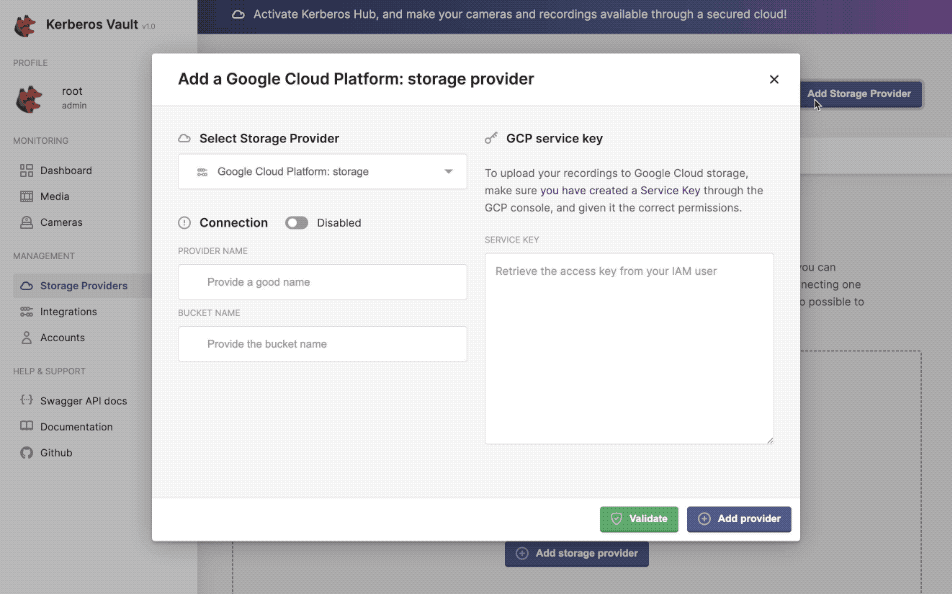 Kerberos Vault v1.0
Activate Kerberos Hub, and make your cameras and recordings available through a secured cloud!
PROFILE
root
admin
MONITORING
Dashboard
Media
Cameras
MANAGEMENT
Storage Providers
Integrations
Accounts
HELP & SUPPORT
Swagger API docs
Documentation
Github
Add Storage Provider
you can
necting one
o possible to
Add a Google Cloud Platform: storage provider
Select Storage Provider
Google Cloud Platform: storage
Connection
Disabled
PROVIDER NAME
Provide a good name
BUCKET NAME
Provide the bucket name
GCP service key
To upload your recordings to Google Cloud storage,
make sure you have created a Service Key through the
GCP console, and given it the correct permissions.
SERVICE KEY
Retrieve the access key from your IAM user
Validate
Add provider
Add storage provider